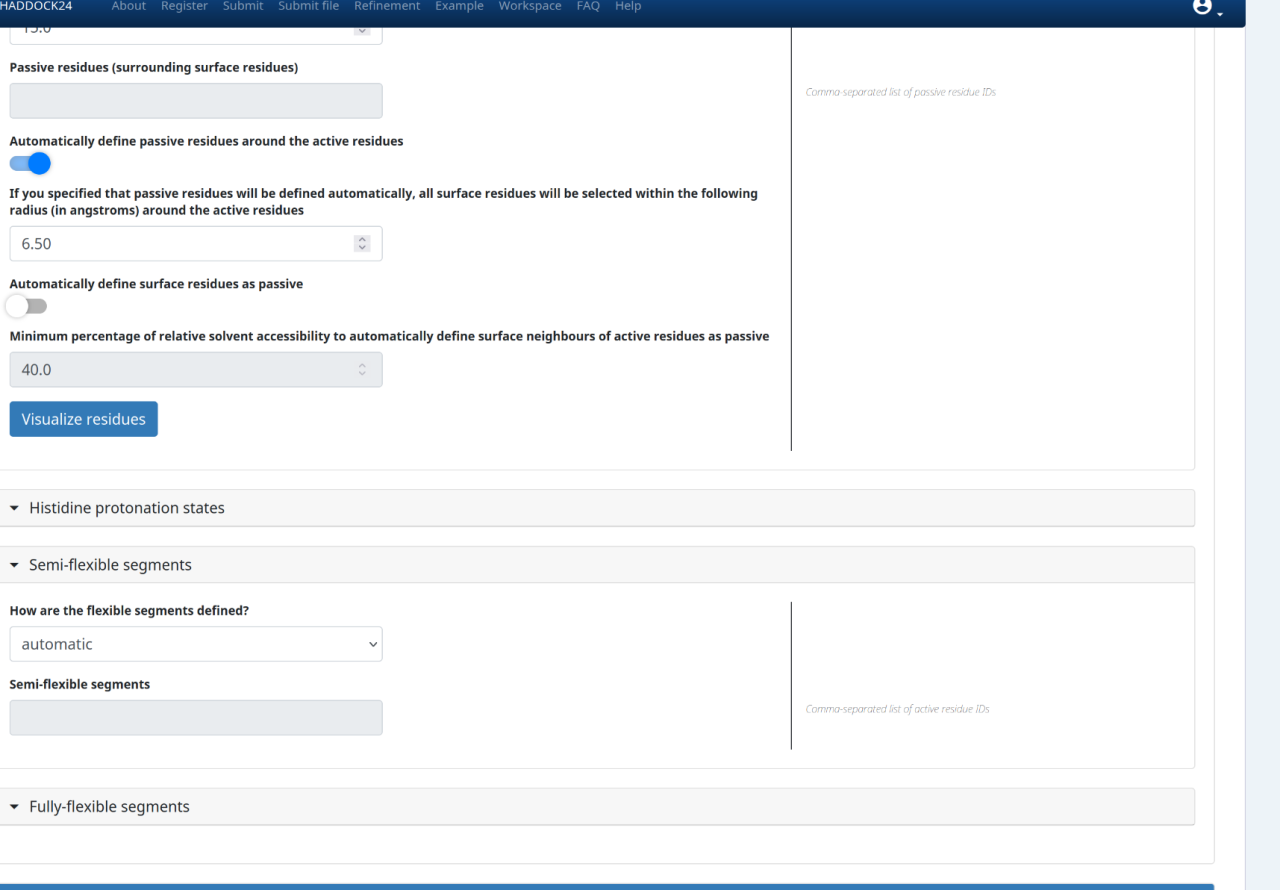 HADDOCK24 About Register Submit Submit file Refinement Example Workspace FAQ Help
15.0
Passive residues (surrounding surface residues)
Comma-separated list of passive residue IDs
Automatically define passive residues around the active residues
If you specified that passive residues will be defined automatically, all surface residues will be selected within the following
radius (in angstroms) around the active residues
6.50
Automatically define surface residues as passive
Minimum percentage of relative solvent accessibility to automatically define surface neighbours of active residues as passive
40.0
Visualize residues
Histidine protonation states
Semi-flexible segments
How are the flexible segments defined?
automatic
Semi-flexible segments
Comma-separated list of active residue IDs
Fully-flexible segments